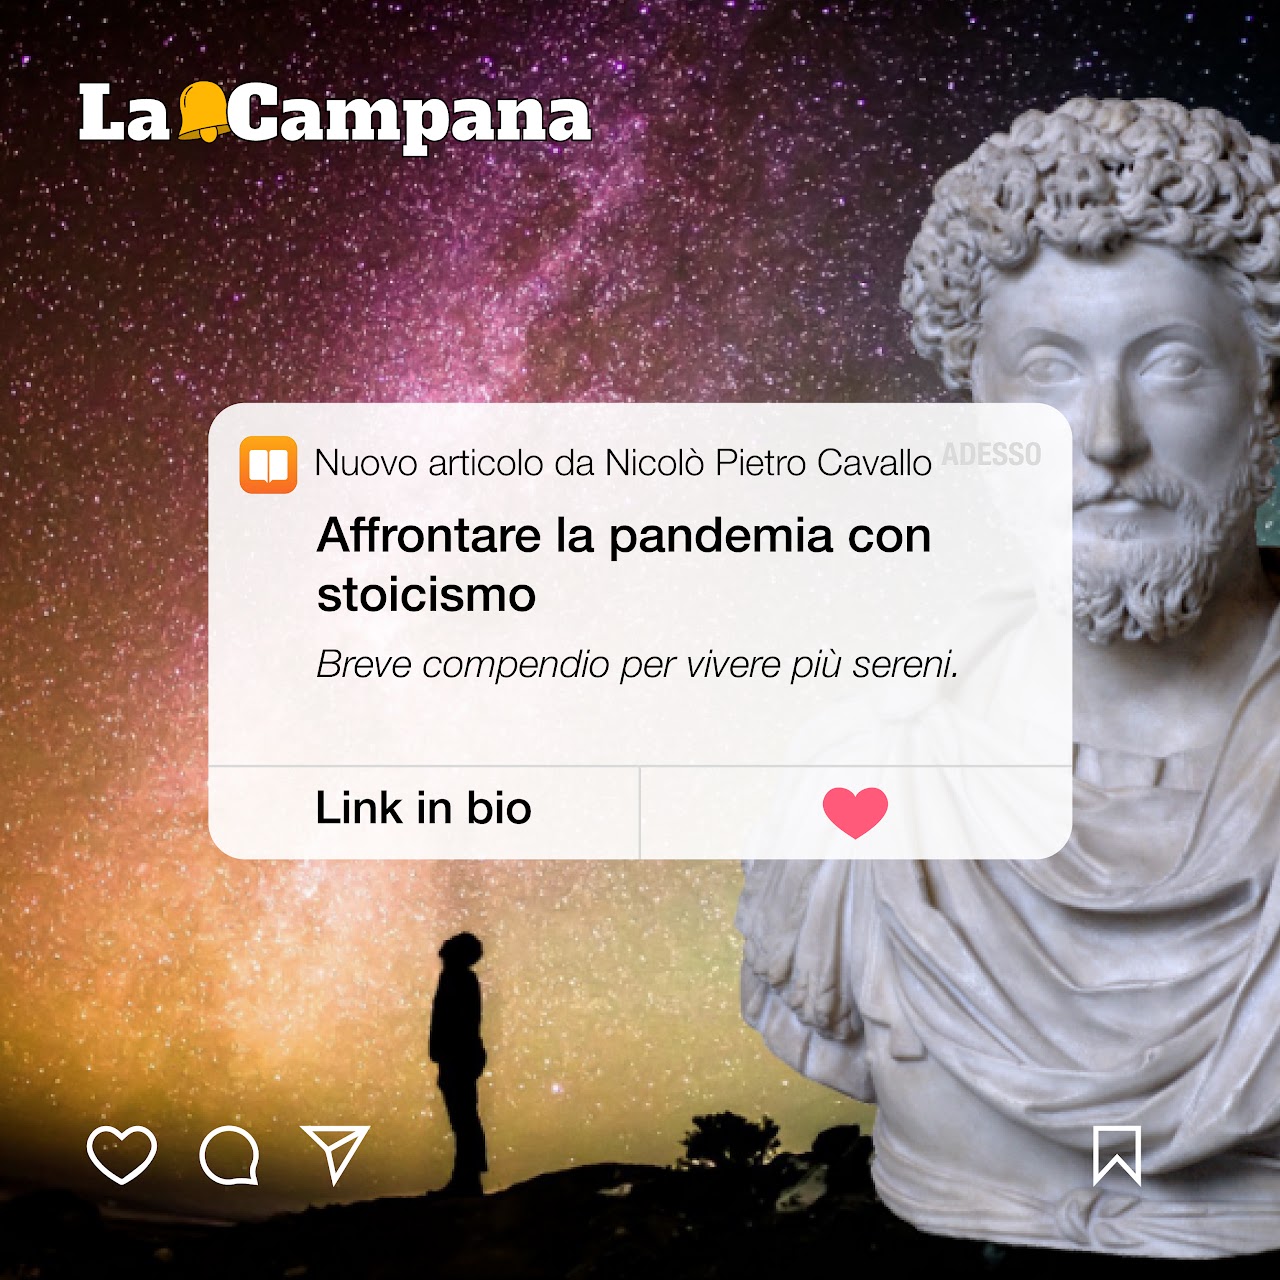 La Campana
Nuovo articolo da Nicolò Pietro Cavallo ADESSO
Affrontare la pandemia con
stoicismo
Breve compendio per vivere più sereni.
Link in bio